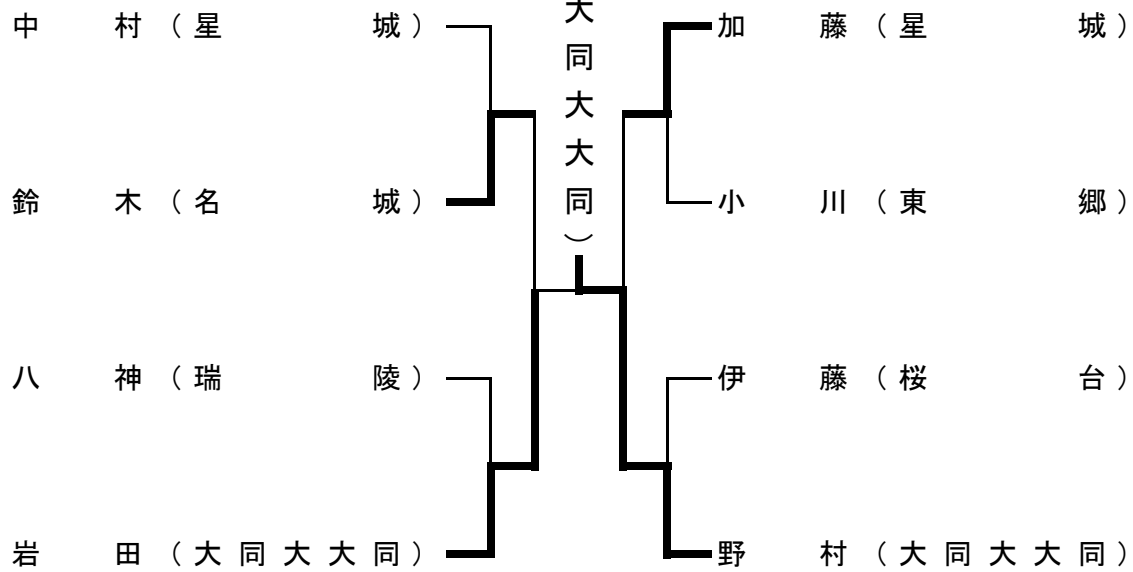 中村（星城）
鈴木（名城）
八神（瑞陵）
岩田（大同大大同）
大同大大同）
加藤（星城）
小川（東郷）
伊藤（桜台）
野村（大同大大同）